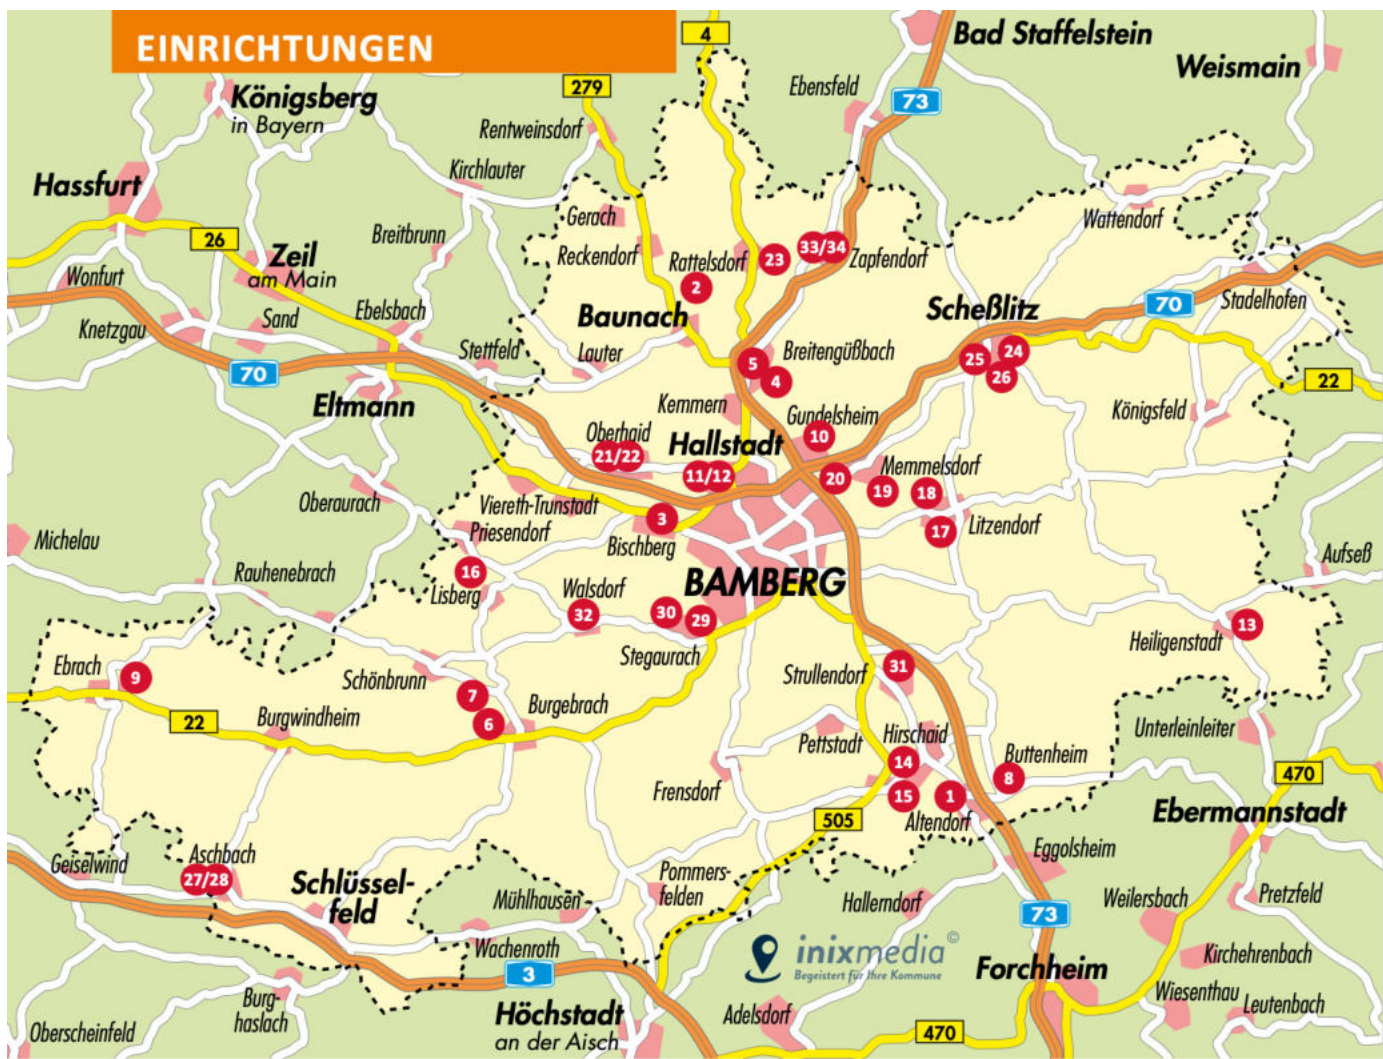 EINRICHTUNGEN
4
Bad Staffelstein
Weismain
279
Ebensfeld
73
Königsberg
in Bayern
Rentweinsdorf
Kirchlauter
Hassfurt
Gerach
Wattendorf
26
Breitbrunn
Reckendorf
Rattelsdorf
23
33/34
Zapfendorf
Zeil
am Main
Wonfurt
2
Stadelhofen
70
Knetzgau
Sand
Ebelsbach
Baunach
Scheßlitz
Stettfeld
Lauter
5
4
Breitengüßbach
25
24
26
70
22
Eltmann
Kemmern
Gundelsheim
Königsfeld
Oberhaid
21/22
Hallstadt
10
11/12
20
Memmelsdorf
19
18
Oberaurach
Viereth-Trunstadt
3
Priesendorf
Bischberg
17
Litzendorf
Michelau
Aufseß
Rauhenebrach
16
Lisberg
Walsdorf
32
BAMBERG
30
29
Stegaurach
13
Heiligenstadt
Ebrach
9
Schönbrunn
7
6
Strullendorf
31
22
Burgwindheim
Burgebrach
Pettstadt
Hirschaid
14
Unterleinleiter
Buttenheim
8
470
Frensdorf
15
1
Altendorf
505
Ebermannstadt
Geiselwind
Aschbach
27/28
Schlüssel-
feld
Mühlhausen
Pommers-
felden
Eggolsheim
Hallerndorf
73
Weilersbach
Pretzfeld
Wachenroth
3
inixmedia©
Begeistert für Ihre Kommune
Kirchehrenbach
Forchheim
Burg-
haslach
Höchstadt
an der Aisch
Adelsdorf
470
Wiesenthau
Leutenbach
Oberscheinfeld